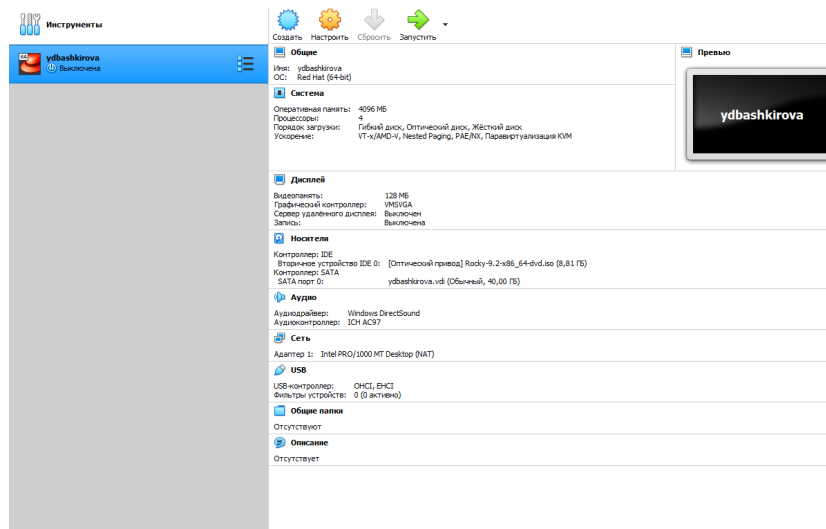 Инструменты
Создать Настроить Сбросить Запустить
64
ydbashkirova
Выключена
Общие
Имя: ydbashkirova
ОС: Red Hat (64-bit)
Превью
ydbashkirova
Система
Оперативная память: 4096 МБ
Процессоры: 4
Порядок загрузки: Гибкий диск, Оптический диск, Жёсткий диск
Ускорение: VT-x/AMD-V, Nested Paging, PAE/NX, Паравиртуализация KVM
Дисплей
Видеопамять: 128 МБ
Графический контроллер: VMSVGA
Сервер удалённого дисплея: Выключен
Запись: Выключена
Носители
Контроллер: IDE
Вторичное устройство IDE 0: [Оптический привод] Rocky-9.2-x86_64-dvd.iso (8,81 ГБ)
Контроллер: SATA
SATA порт 0: ydbashkirova.vdi (Обычный, 40,00 ГБ)
Аудио
Аудиодрайвер: Windows DirectSound
Аудиоконтроллер: ICH AC97
Сеть
Адаптер 1: Intel PRO/1000 MT Desktop (NAT)
USB
USB-контроллер: OHCI, EHCI
Фильтры устройств: 0 (0 активно)
Общие папки
Отсутствуют
Описание
Отсутствует